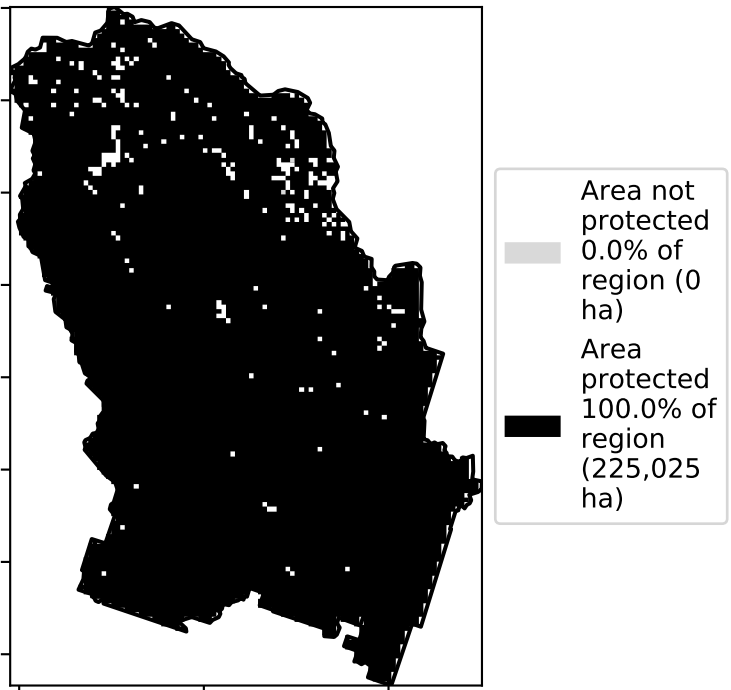 Area not
protected
0.0% of
region (0
ha)
Area
protected
100.0% of
region
(225,025
ha)